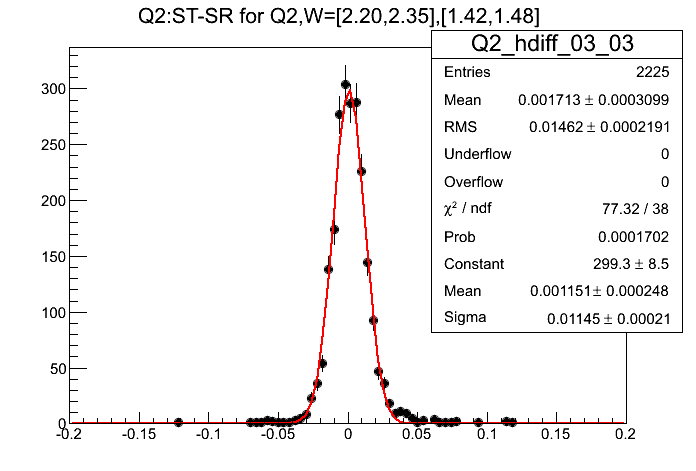 Q2:ST-SR for Q2,W=[2.20,2.35],[1.42,1.48]
Q2_hdiff_03_03
Entries 2225
Mean 0.001713 ± 0.0003099
RMS 0.01462 ± 0.0002191
Underflow 0
Overflow 0
χ² / ndf 77.32 / 38
Prob 0.0001702
Constant 299.3 ± 8.5
Mean 0.001151 ± 0.000248
Sigma 0.01145 ± 0.00021
300
250
200
150
100
50
0
-0.2 -0.15 -0.1 -0.05 0 0.05 0.1 0.15 0.2